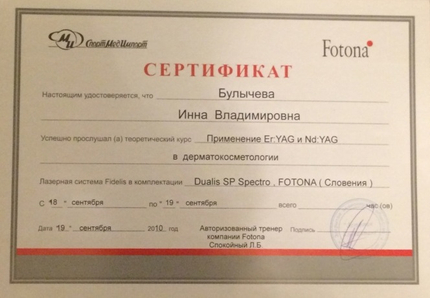 СпортМедИмпорт
Fotona
СЕРТИФИКАТ
Настоящим удостоверяется, что Булычева
Инна Владимировна
Успешно прослушал (а) теоретический курс Применение Er:YAG и Nd:YAG
в дерматокосметологии
Лазерная система Fidelis в комплектации Dualis SP Spectro , FOTONA ( Словения )
С "18" сентября по "19" сентября всего час (ов)
Дата "19" сентября 2010 год Авторизованный тренер Подпись
компании Fotona
Спокойный Л.Б.